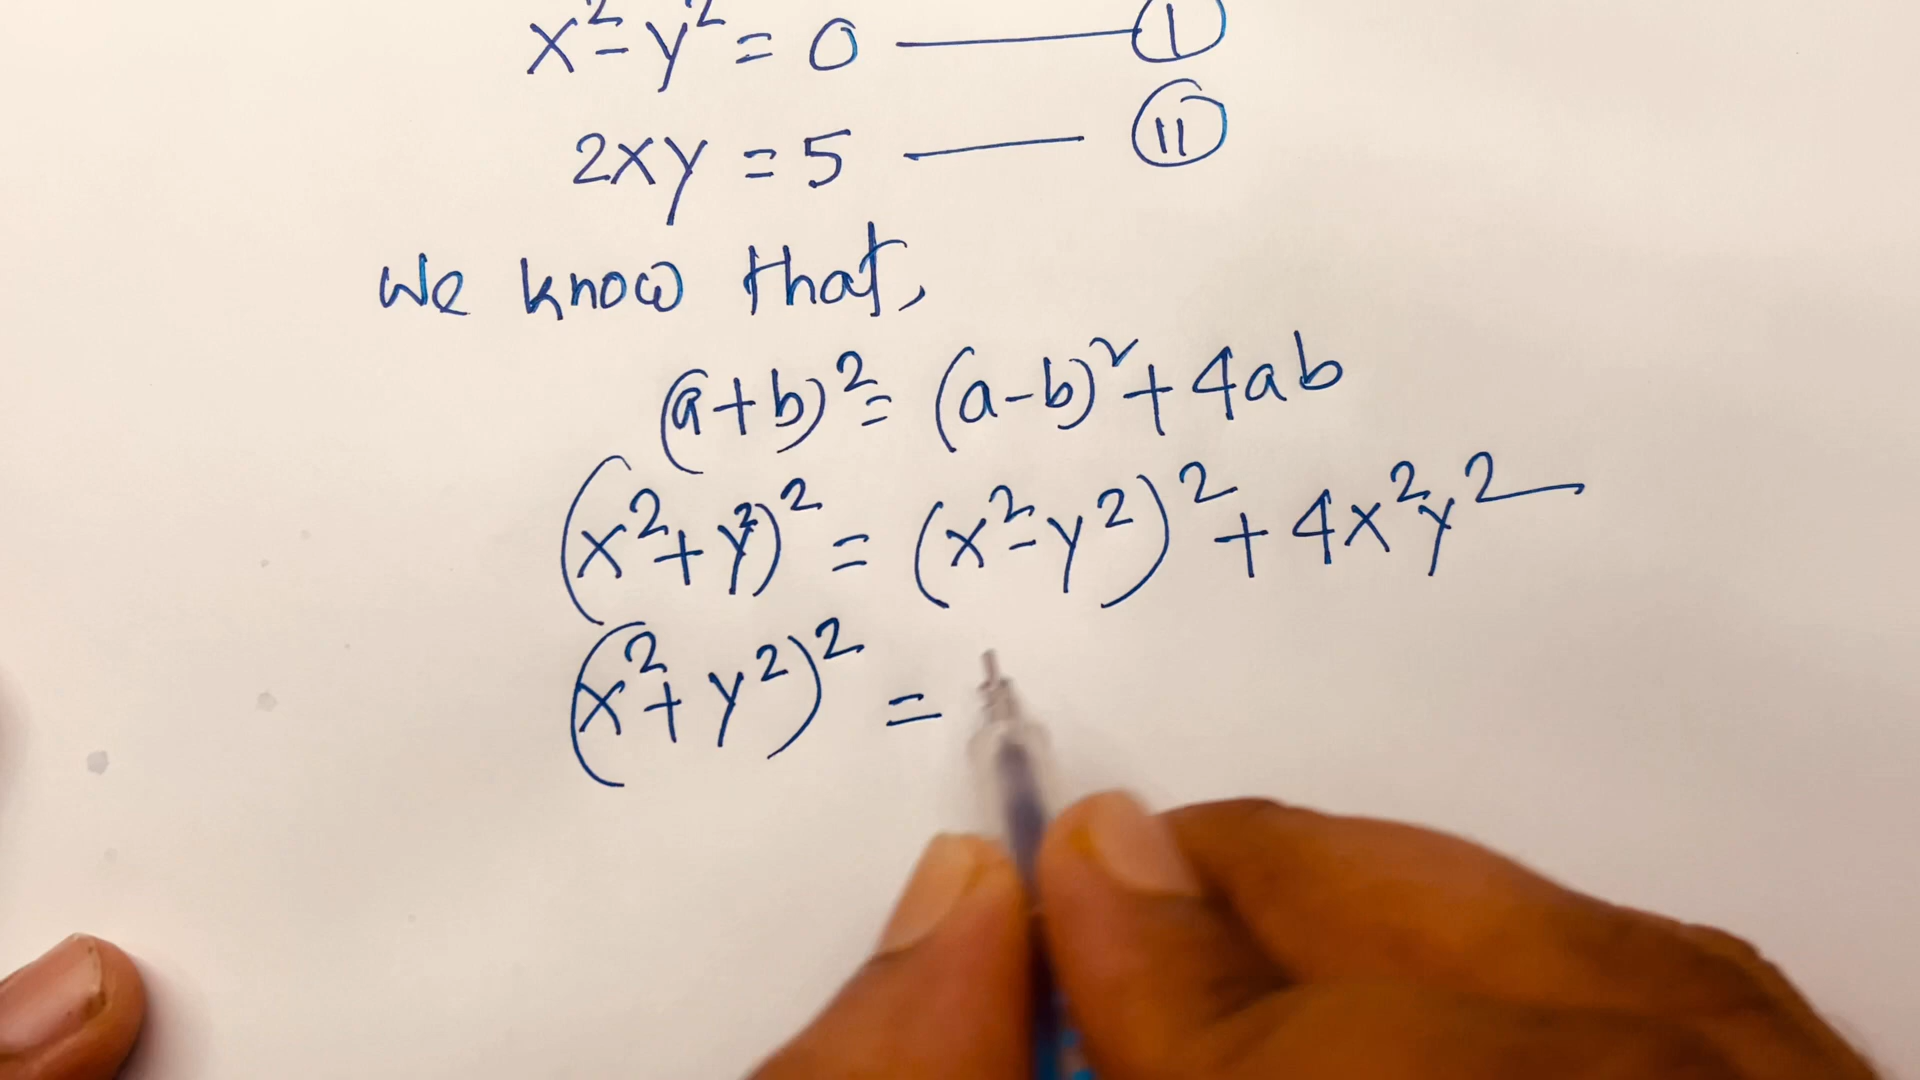 x² - y² = 0 —— (I)
2xy = 5 —— (II)
We know that,
(a+b)² = (a-b)² + 4ab
(x² + y²)² = (x² - y²)² + 4x²y²
(x² + y²)² =